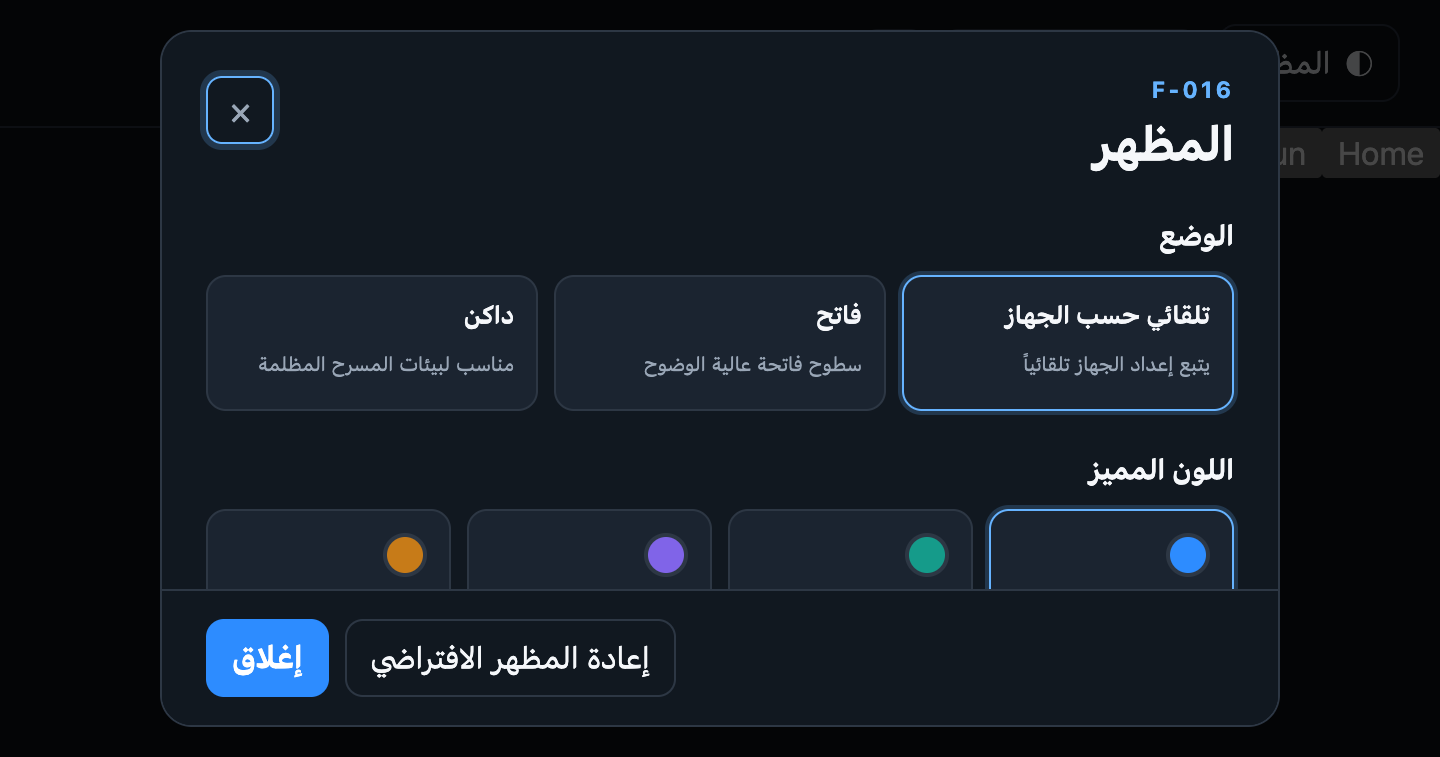 F-016
المظهر
الوضع
تلقائي حسب الجهاز
يتبع إعداد الجهاز تلقائياً
فاتح
سطوح فاتحة عالية الوضوح
داكن
مناسب لبيئات المسرح المظلمة
اللون المميز
إعادة المظهر الافتراضي
إغلاق
Home